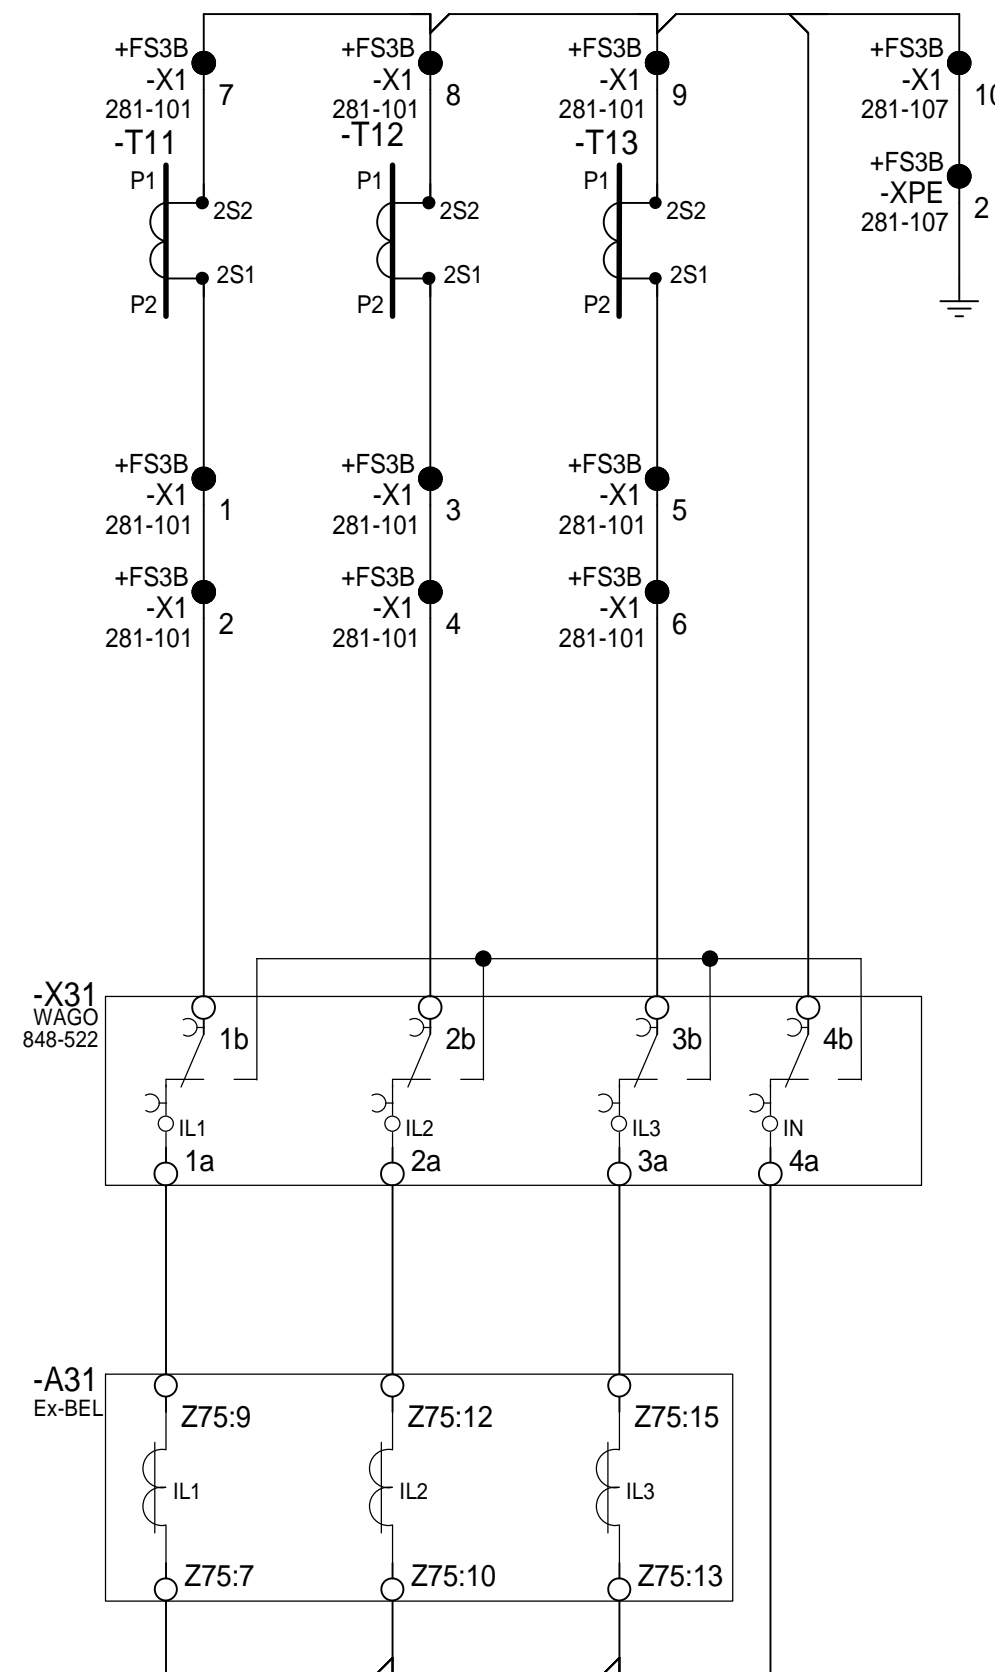 +FS3B
-X1
281-101
7
+FS3B
-X1
281-101
8
+FS3B
-X1
281-101
9
+FS3B
-X1
281-107
10
-T11
P1
2S2
2S1
P2
-T12
P1
2S2
2S1
P2
-T13
P1
2S2
2S1
P2
+FS3B
-XPE
281-107
2
+FS3B
-X1
281-101
1
+FS3B
-X1
281-101
3
+FS3B
-X1
281-101
5
+FS3B
-X1
281-101
2
+FS3B
-X1
281-101
4
+FS3B
-X1
281-101
6
-X31
WAGO
848-522
1b
2b
3b
4b
IL1
IL2
IL3
IN
1a
2a
3a
4a
-A31
Ex-BEL
Z75:9
Z75:12
Z75:15
IL1
IL2
IL3
Z75:7
Z75:10
Z75:13